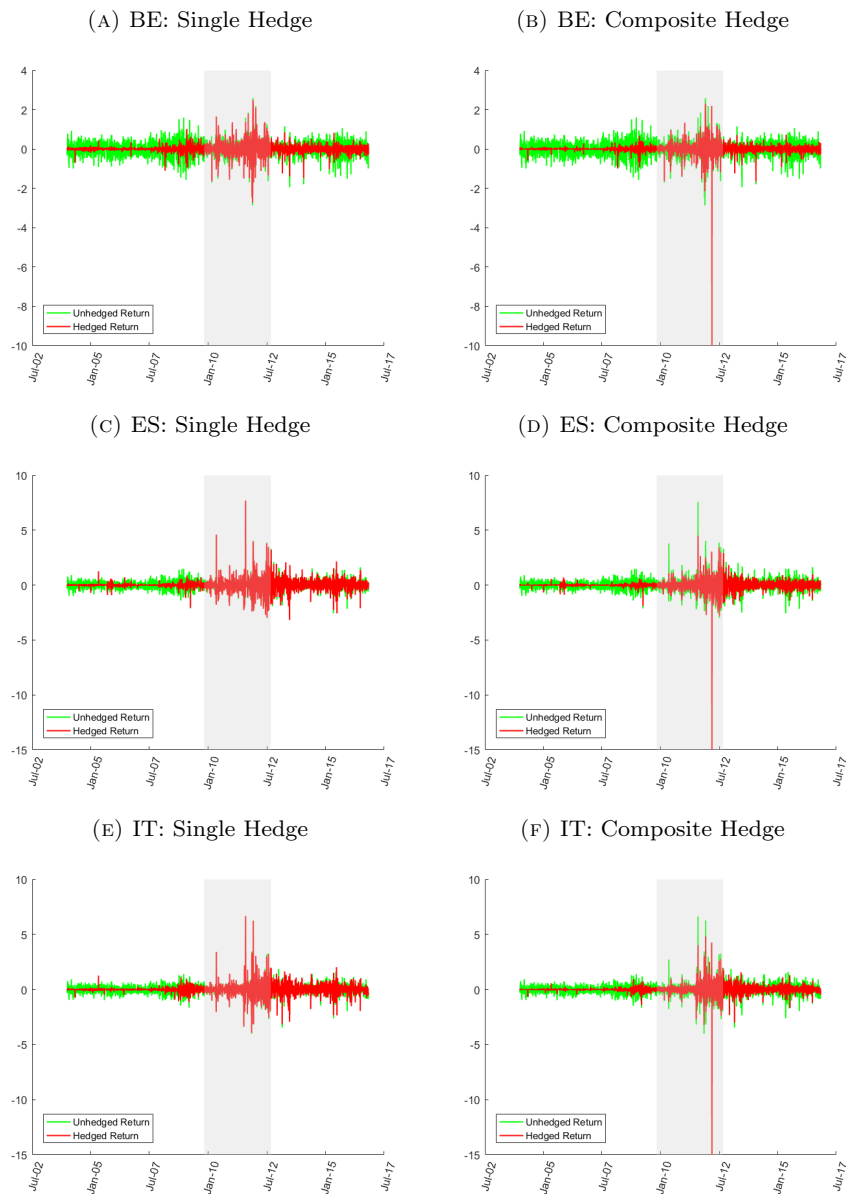 (A) BE: Single Hedge
4
2
0
-2
-4
-6
-8
-10
Unhedged Return
Hedged Return
Jul-02
Jan-05
Jul-07
Jan-10
Jul-12
Jan-15
Jul-17
(B) BE: Composite Hedge
4
2
0
-2
-4
-6
-8
-10
Unhedged Return
Hedged Return
Jul-02
Jan-05
Jul-07
Jan-10
Jul-12
Jan-15
Jul-17
(C) ES: Single Hedge
10
5
0
-5
-10
-15
Unhedged Return
Hedged Return
Jul-02
Jan-05
Jul-07
Jan-10
Jul-12
Jan-15
Jul-17
(D) ES: Composite Hedge
10
5
0
-5
-10
-15
Unhedged Return
Hedged Return
Jul-02
Jan-05
Jul-07
Jan-10
Jul-12
Jan-15
Jul-17
(E) IT: Single Hedge
10
5
0
-5
-10
-15
Unhedged Return
Hedged Return
Jul-02
Jan-05
Jul-07
Jan-10
Jul-12
Jan-15
Jul-17
(F) IT: Composite Hedge
10
5
0
-5
-10
-15
Unhedged Return
Hedged Return
Jul-02
Jan-05
Jul-07
Jan-10
Jul-12
Jan-15
Jul-17